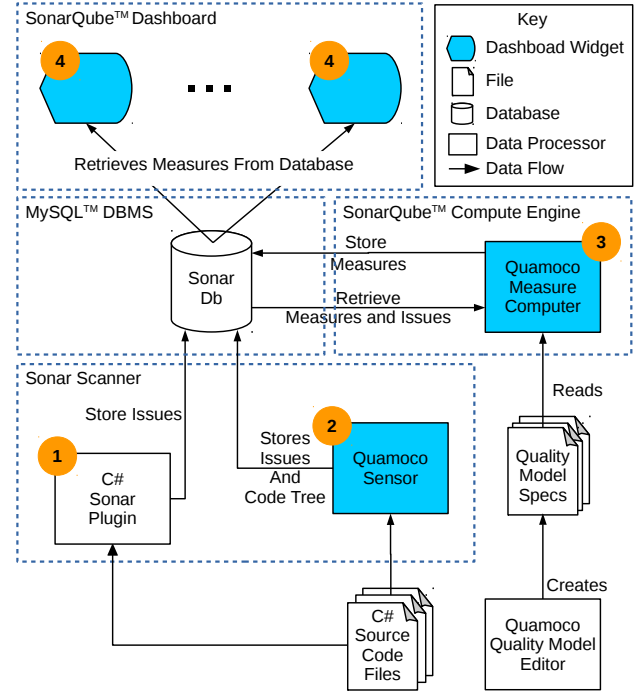 SonarQube™ Dashboard
4
4
Retrieves Measures From Database
Key
Dashboad Widget
File
Database
Data Processor
Data Flow
MySQL™ DBMS
Sonar
Db
SonarQube™ Compute Engine
Store
Measures
Retrieve
Measures and Issues
3
Quamoco
Measure
Computer
Sonar Scanner
Store Issues
1
C#
Sonar
Plugin
Stores
Issues
And
Code Tree
2
Quamoco
Sensor
Reads
Quality
Model
Specs
Creates
C#
Source
Code
Files
Quamoco
Quality Model
Editor